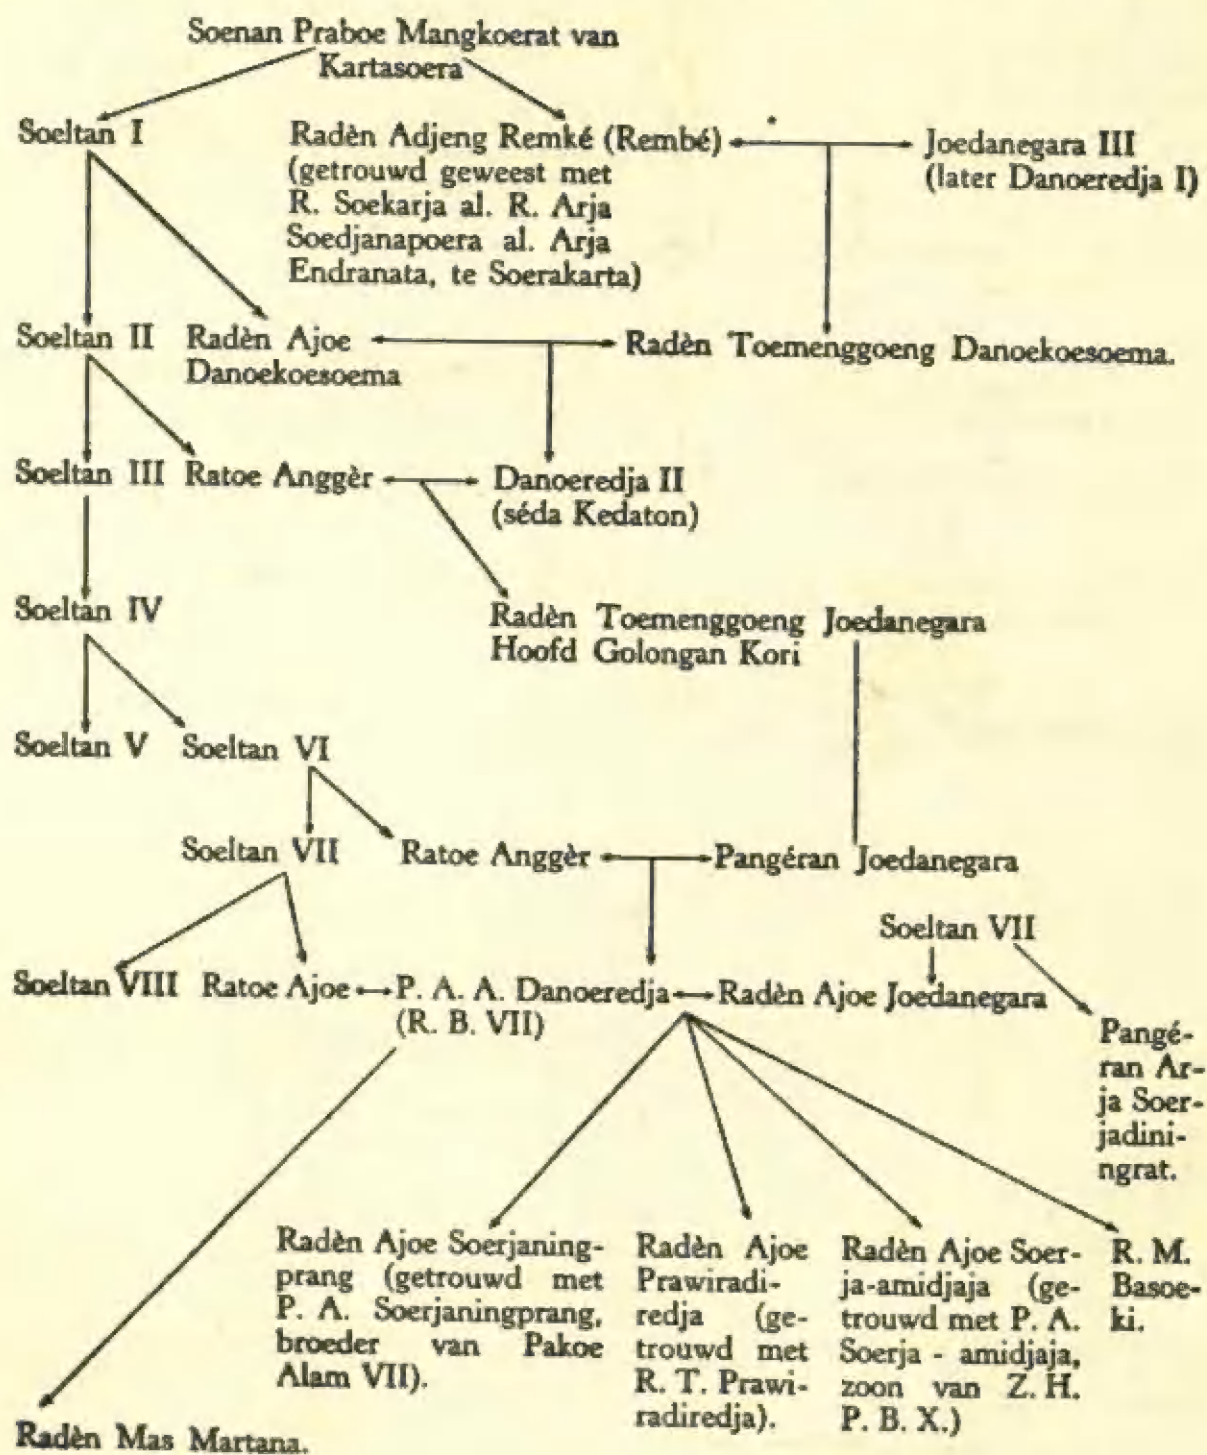 Soenan Praboe Mangkoerat van
Kartasoera
Soeltan I
Radèn Adjeng Remké (Rembé)
(getrouwd geweest met
R. Soekarja al. R. Arja
Soedjanapoera al. Arja
Endranata, te Soerakarta)
Joedanegara III
(later Danoeredja I)
Soeltan II
Radèn Ajoe
Danoekoesoema
Radèn Toemenggoeng Danoekoesoema.
Soeltan III
Ratoe Anggèr
Danoeredja II
(séda Kedaton)
Soeltan IV
Radèn Toemenggoeng Joedanegara
Hoofd Golongan Kori
Soeltan V
Soeltan VI
Soeltan VII
Ratoe Anggèr
Pangéran Joedanegara
Soeltan VII
Soeltan VIII
Ratoe Ajoe
P. A. A. Danoeredja
(R. B. VII)
Radèn Ajoe Joedanegara
Pangé-
ran Ar-
ja Soer-
jadini-
ngrat.
Radèn Ajoe Soerjaning-
prang (getrouwd met
P. A. Soerjaningprang,
broeder van Pakoe
Alam VII).
Radèn Ajoe
Prawiradi-
redja (ge-
trouwd met
R. T. Prawi-
radiredja).
Radèn Ajoe Soer-
ja-amidjaja (ge-
trouwd met P. A.
Soerja - amidjaja,
zoon van Z. H.
P. B. X.)
R. M.
Basoe-
ki.
Radèn Mas Martana.